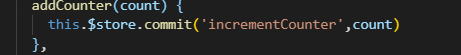 addCounter(count) {
this.$store.commit('incrementCounter',count)
},